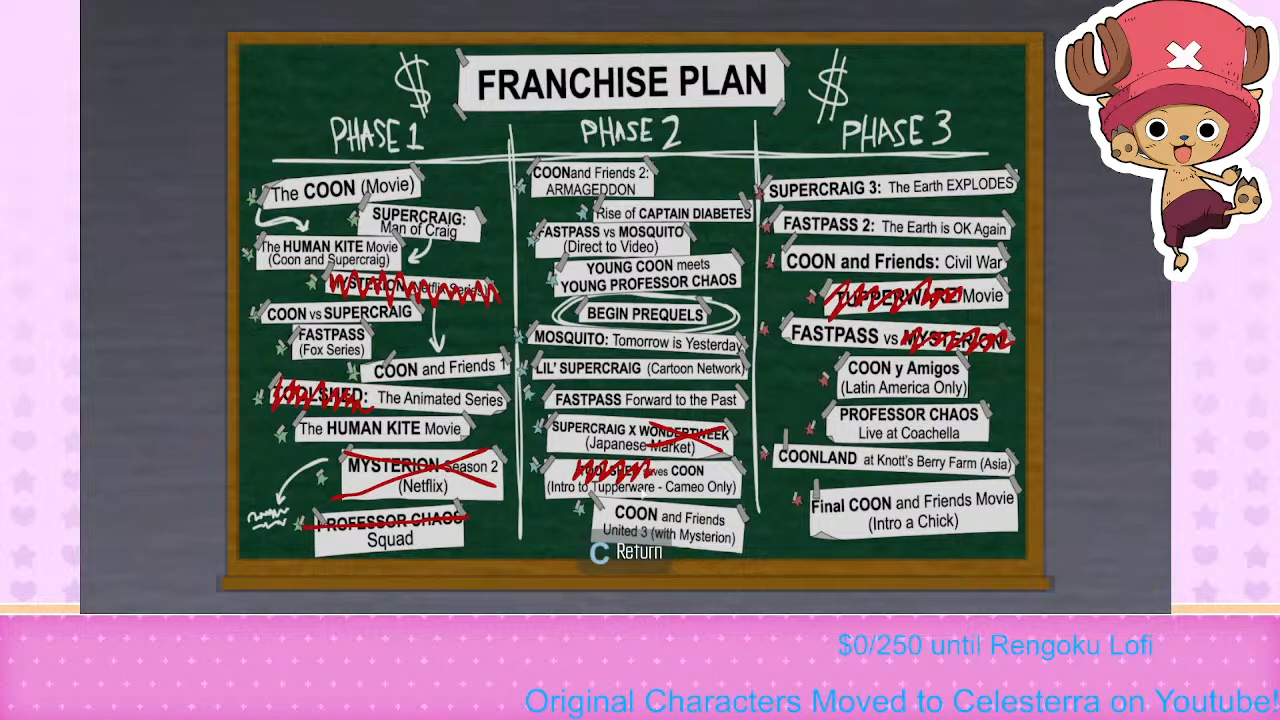 $ FRANCHISE PLAN $
PHASE 1
The COON (Movie)
SUPERCRAIG:
Man of Craig
The HUMAN KITE Movie
(Coon and Supercraig)
MYSTERION Netflix Series
COON vs SUPERCRAIG
FASTPASS
(Fox Series)
COON and Friends 1
The Animated Series
The HUMAN KITE Movie
MYSTERION Season 2
(Netflix)
PROFESSOR CHAOS
Squad
PHASE 2
COONand Friends 2:
ARMAGEDDON
Rise of CAPTAIN DIABETES
FASTPASS vs MOSQUITO
(Direct to Video)
YOUNG COON meets
YOUNG PROFESSOR CHAOS
BEGIN PREQUELS
MOSQUITO: Tomorrow is Yesterday
LIL' SUPERCRAIG (Cartoon Network)
FASTPASS Forward to the Past
SUPERCRAIG X WONDERTWEEK
(Japanese Market)
COON
(Intro to Tupperware - Cameo Only)
COON and Friends
United 3 (with Mysterion)
PHASE 3
SUPERCRAIG 3: The Earth EXPLODES
FASTPASS 2: The Earth is OK Again
COON and Friends: Civil War
TUPPERWARE Movie
FASTPASS vs MYSTERION
COON y Amigos
(Latin America Only)
PROFESSOR CHAOS
Live at Coachella
COONLAND at Knott's Berry Farm (Asia)
Final COON and Friends Movie
(Intro a Chick)
C Return
$0/250 until Rengoku Lofi
Original Characters Moved to Celesterra on Youtube!